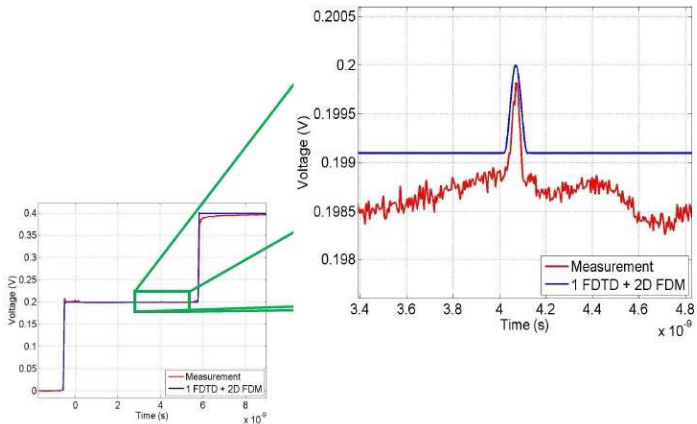 0.2005
0.2
0.1995
0.199
0.1985
0.198
Voltage (V)
Measurement
1 FDTD + 2D FDM
3.4 3.6 3.8 4 4.2 4.4 4.6 4.8
Time (s)
x 10⁻⁹
0.4
0.35
0.3
0.25
0.2
0.15
0.1
0.05
0
Voltage (V)
Measurement
1 FDTD + 2D FDM
0 2 4 6 8
Time (s)
x 10⁻⁹